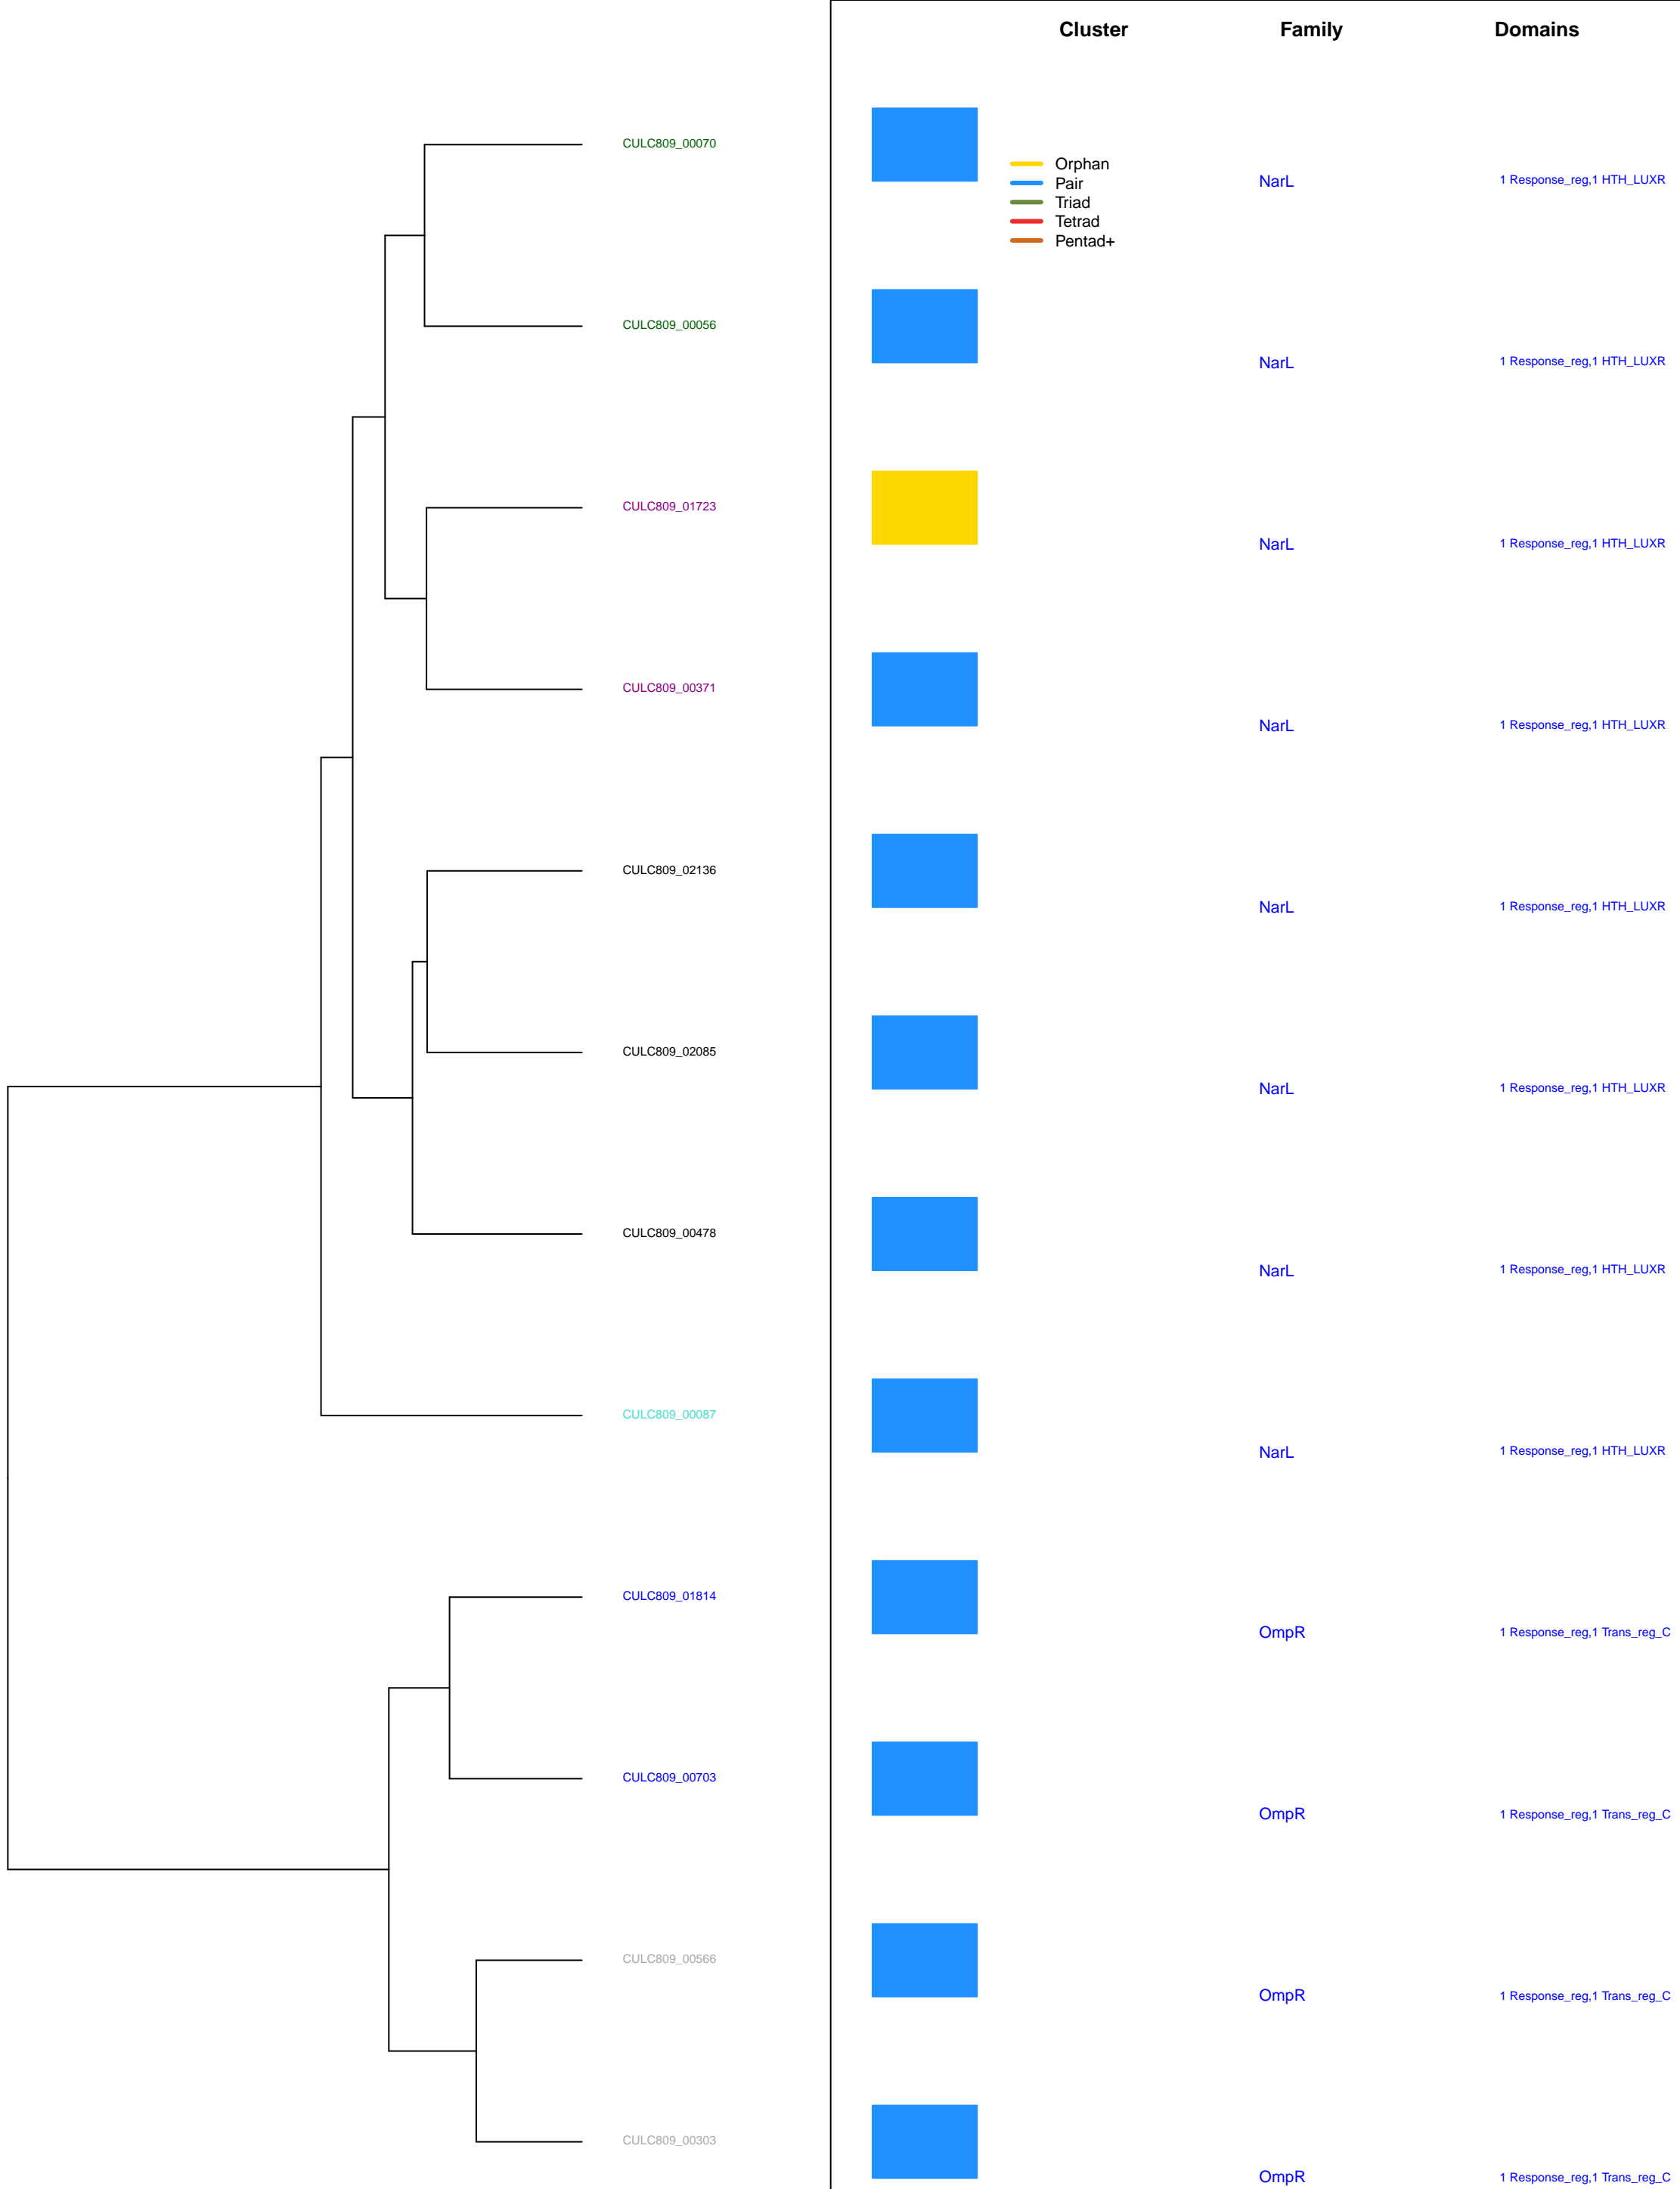 Cluster Family Domains
CULC809_00070
Orphan
Pair
Triad
Tetrad
Pentad+
NarL 1 Response_reg,1 HTH_LUXR
CULC809_00056
NarL 1 Response_reg,1 HTH_LUXR
CULC809_01723
NarL 1 Response_reg,1 HTH_LUXR
CULC809_00371
NarL 1 Response_reg,1 HTH_LUXR
CULC809_02136
NarL 1 Response_reg,1 HTH_LUXR
CULC809_02085
NarL 1 Response_reg,1 HTH_LUXR
CULC809_00478
NarL 1 Response_reg,1 HTH_LUXR
CULC809_00087
NarL 1 Response_reg,1 HTH_LUXR
CULC809_01814
OmpR 1 Response_reg,1 Trans_reg_C
CULC809_00703
OmpR 1 Response_reg,1 Trans_reg_C
CULC809_00566
OmpR 1 Response_reg,1 Trans_reg_C
CULC809_00303
OmpR 1 Response_reg,1 Trans_reg_C